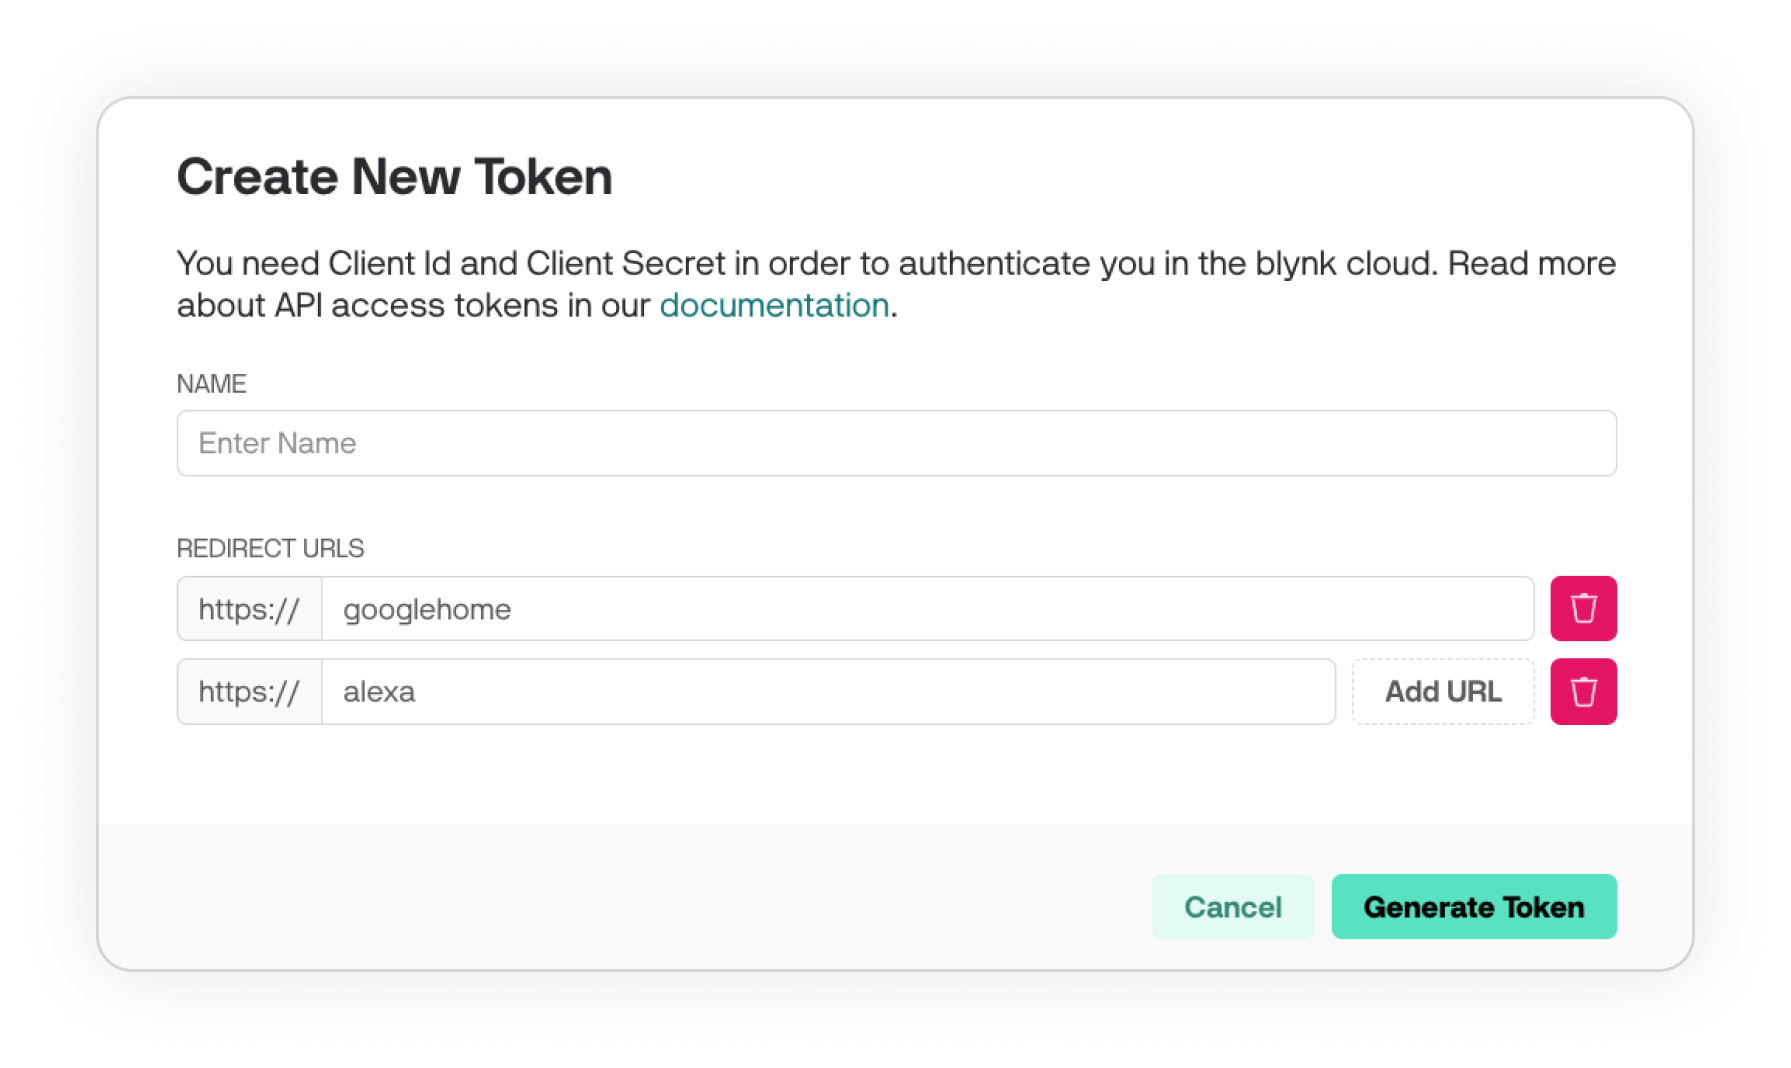 Create New Token
You need Client Id and Client Secret in order to authenticate you in the blynk cloud. Read more
about API access tokens in our documentation.
NAME
Enter Name
REDIRECT URLS
https:// googlehome
https:// alexa Add URL
Cancel Generate Token